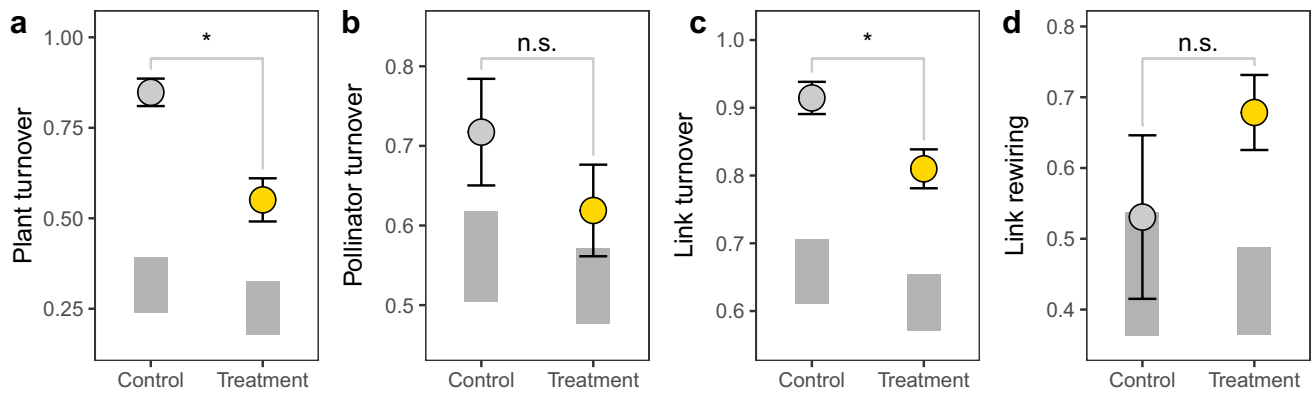 a
*
Plant turnover
1.00
0.75
0.50
0.25
Control
Treatment
b
n.s.
Pollinator turnover
0.8
0.7
0.6
0.5
Control
Treatment
c
*
Link turnover
1.0
0.9
0.8
0.7
0.6
Control
Treatment
d
n.s.
Link rewiring
0.8
0.7
0.6
0.5
0.4
Control
Treatment